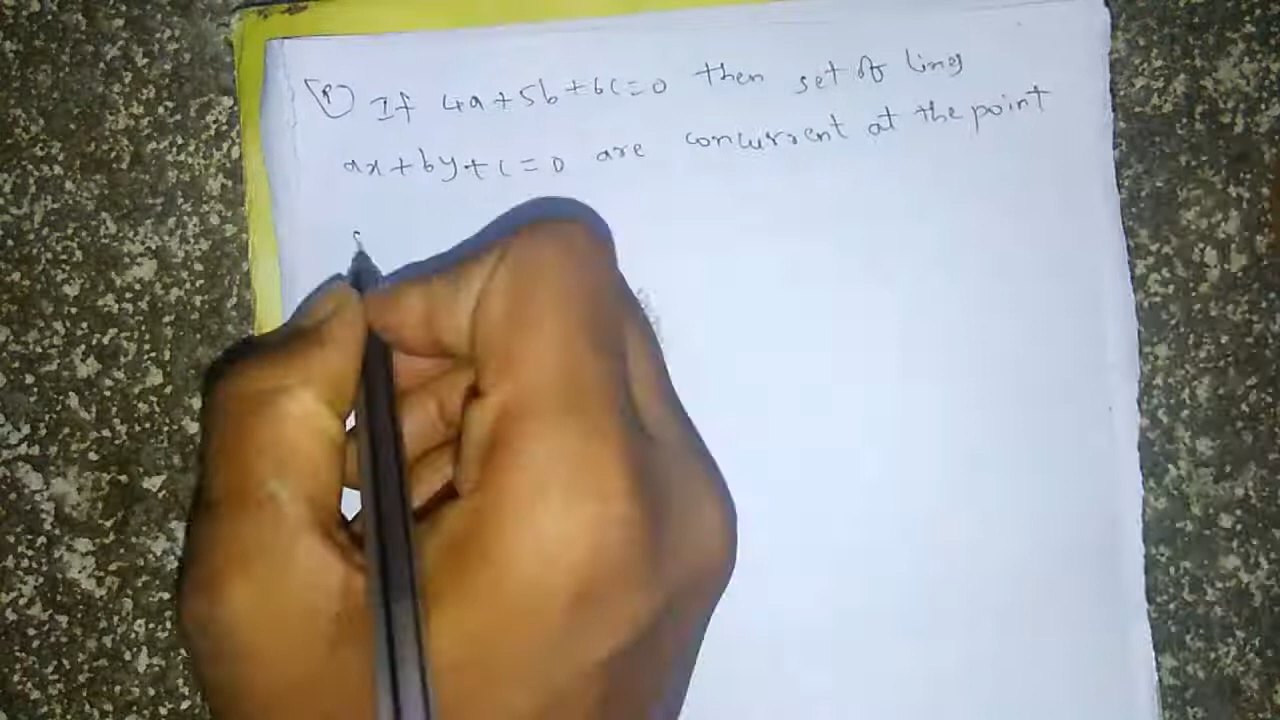 (P) If 4a+5b+6c=0 then set of lines
ax+by+c=0 are concurrent at the point